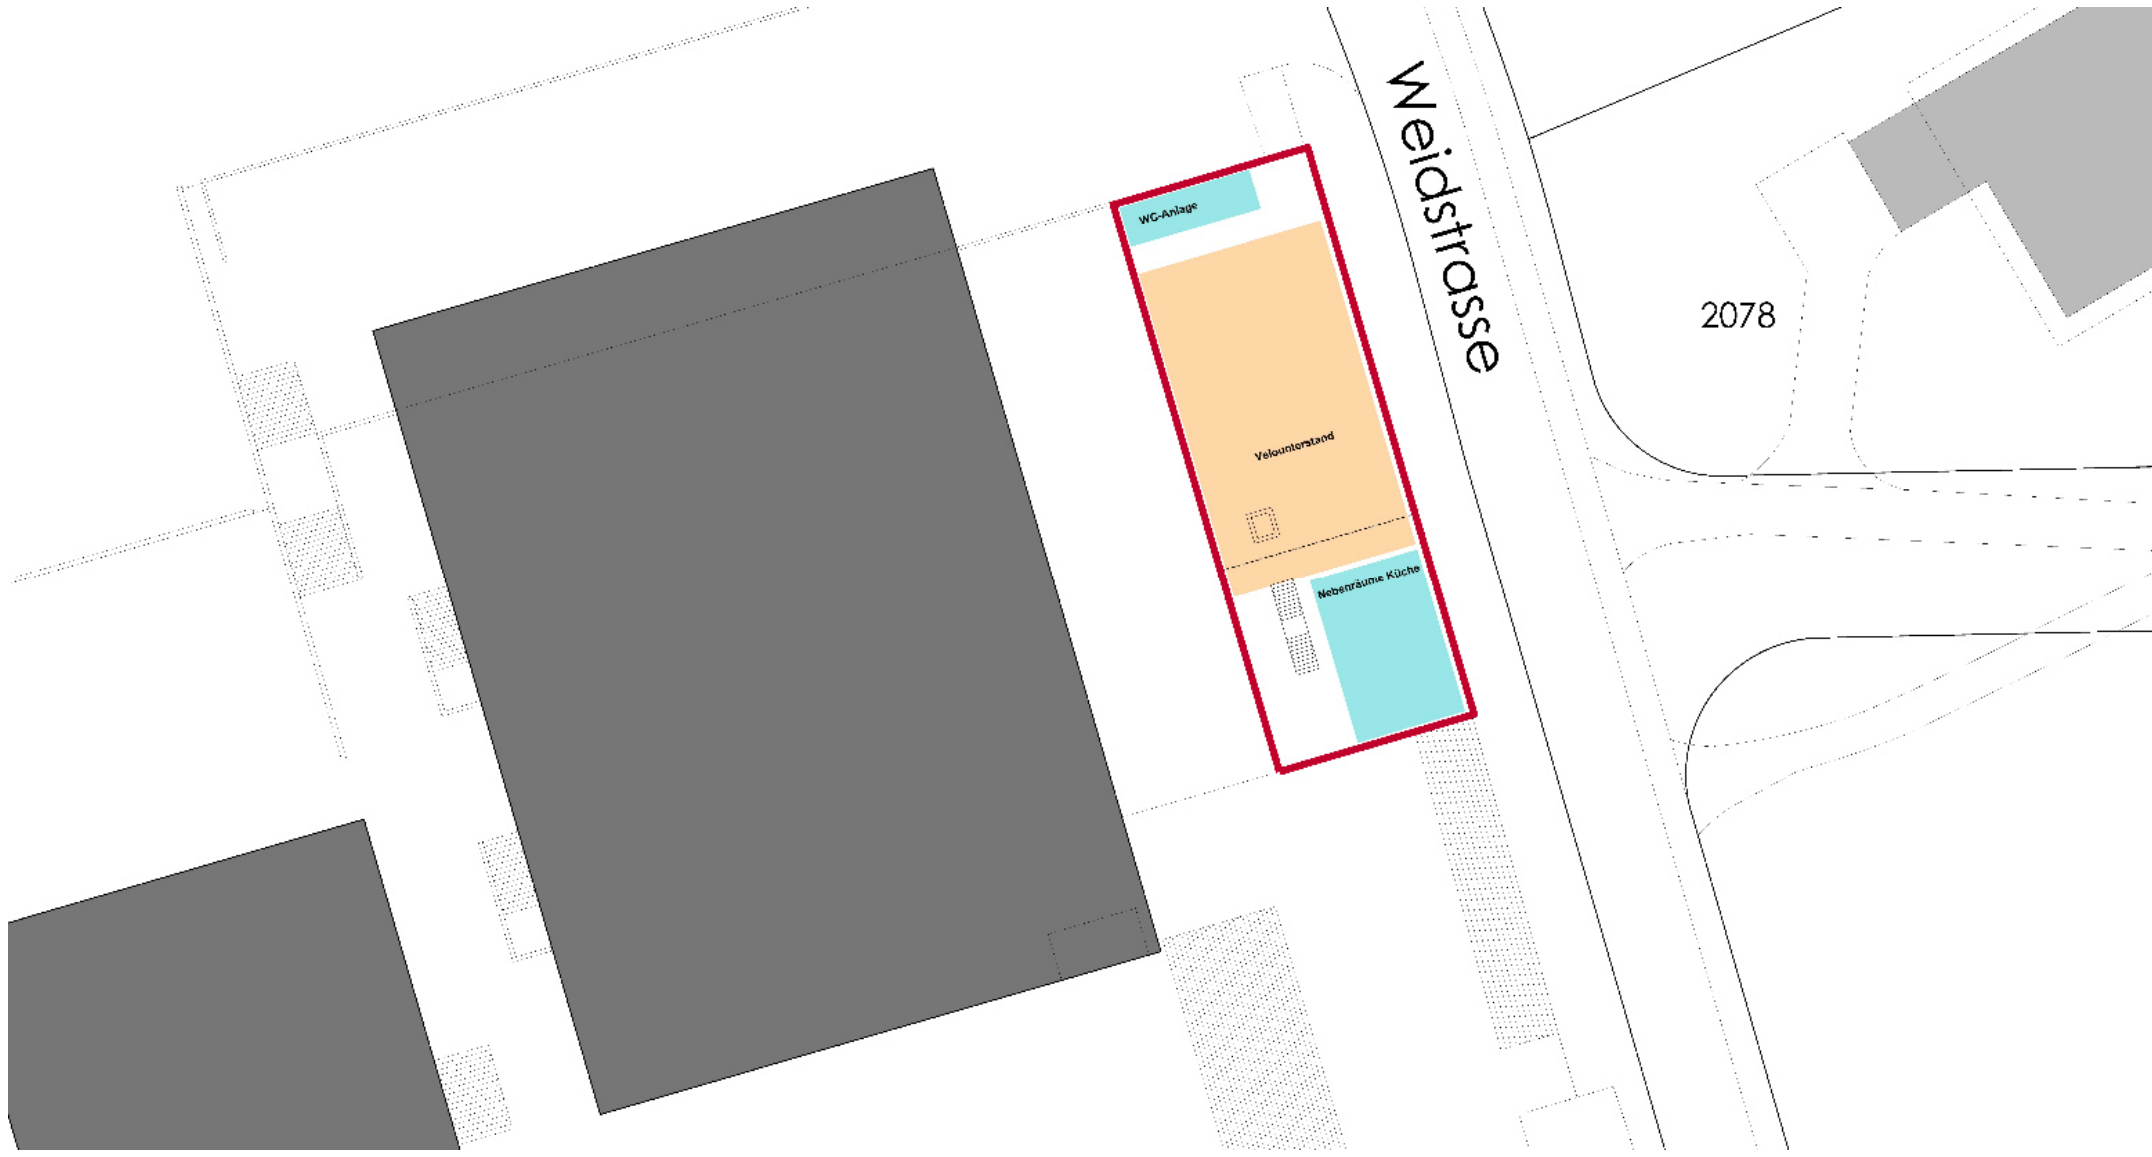 Weidstrasse
WC-Anlage
2078
Velounterstand
Nebenräume Küche